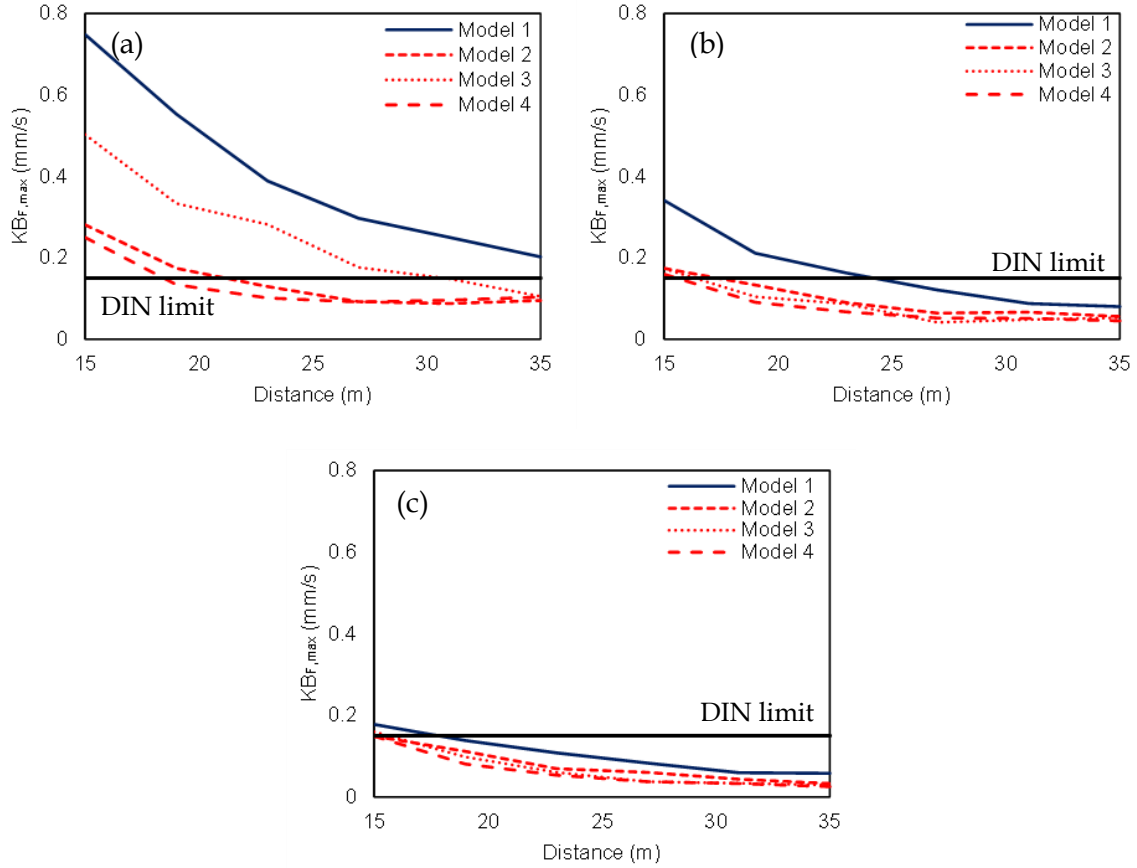 (a)
KBF,max (mm/s)
0.8
0.6
0.4
0.2
0
Model 1
Model 2
Model 3
Model 4
DIN limit
15 20 25 30 35
Distance (m)
(b)
KBF,max (mm/s)
0.8
0.6
0.4
0.2
0
Model 1
Model 2
Model 3
Model 4
DIN limit
15 20 25 30 35
Distance (m)
(c)
KBF,max (mm/s)
0.8
0.6
0.4
0.2
0
Model 1
Model 2
Model 3
Model 4
DIN limit
15 20 25 30 35
Distance (m)